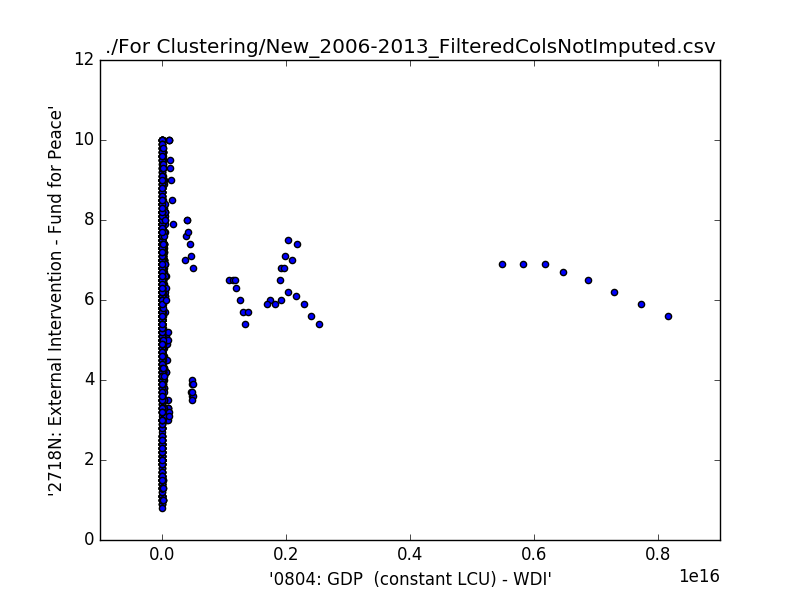 ./For Clustering/New_2006-2013_FilteredColsNotImputed.csv
'2718N: External Intervention - Fund for Peace'
12
10
8
6
4
2
0
0.0 0.2 0.4 0.6 0.8
1e16
'0804: GDP  (constant LCU) - WDI'